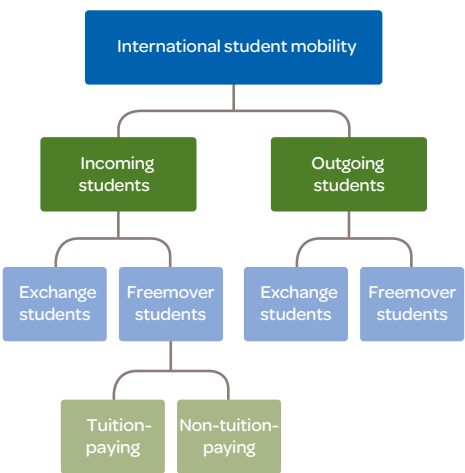 International student mobility
Incoming
students
Outgoing
students
Exchange
students
Freemover
students
Exchange
students
Freemover
students
Tuition-
paying
Non-tuition-
paying